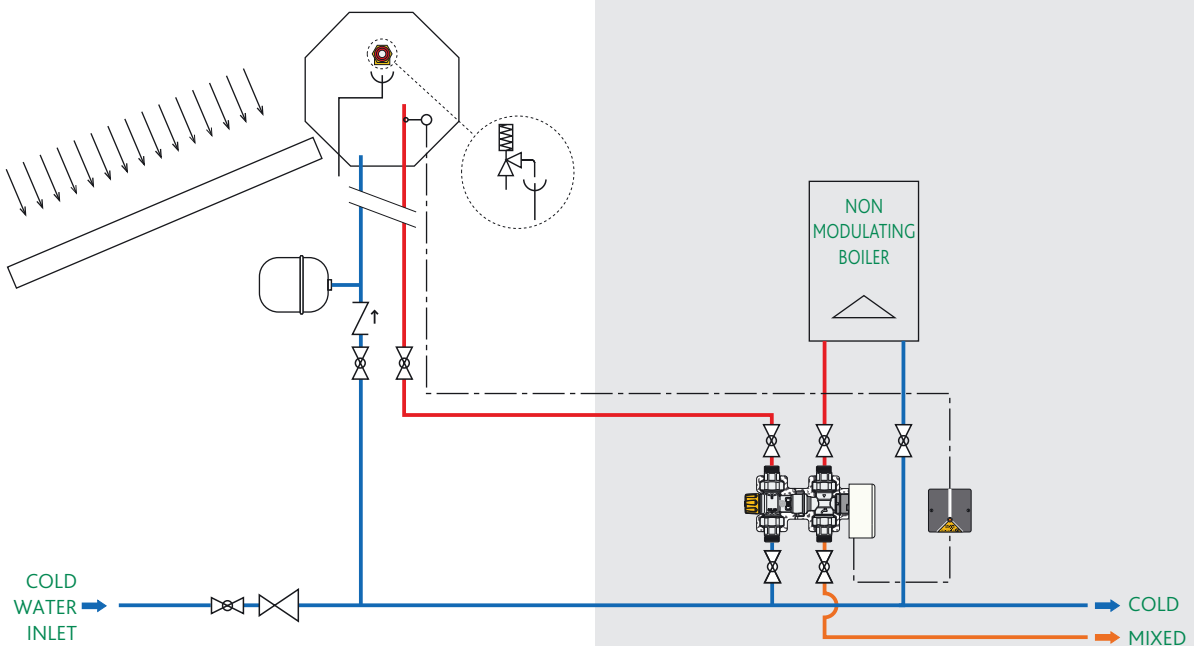 NON
MODULATING
BOILER
COLD
WATER
INLET
COLD
MIXED